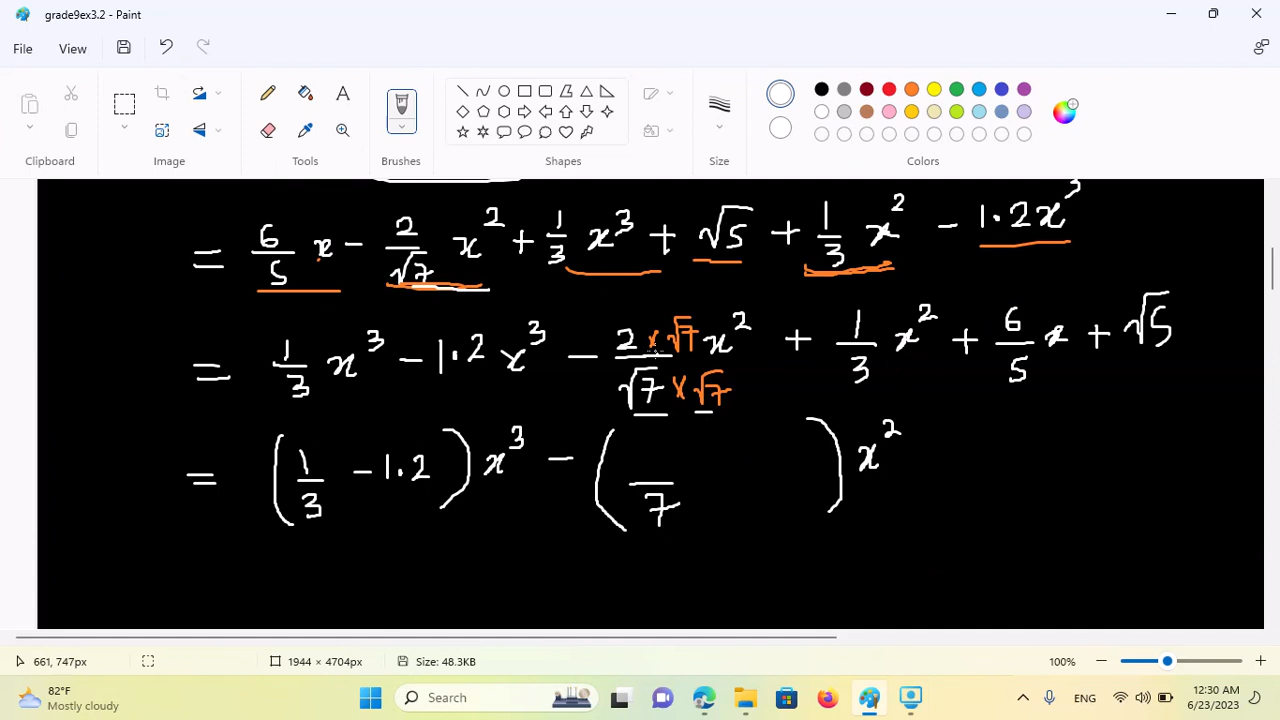 grade9ex3.2 - Paint
File View
Clipboard Image Tools Brushes Shapes Size Colors
= 6/5 x - 2/√7 x² + 1/3 x³ + √5 + 1/3 x² - 1.2x³
= 1/3 x³ - 1.2 x³ - 2×√7/√7×√7 x² + 1/3 x² + 6/5 x + √5
= (1/3 - 1.2) x³ - ( /7 ) x²
661, 747px 1944 × 4704px Size: 48.3KB 100%
82°F
Mostly cloudy
Search
ENG
12:30 AM
6/23/2023